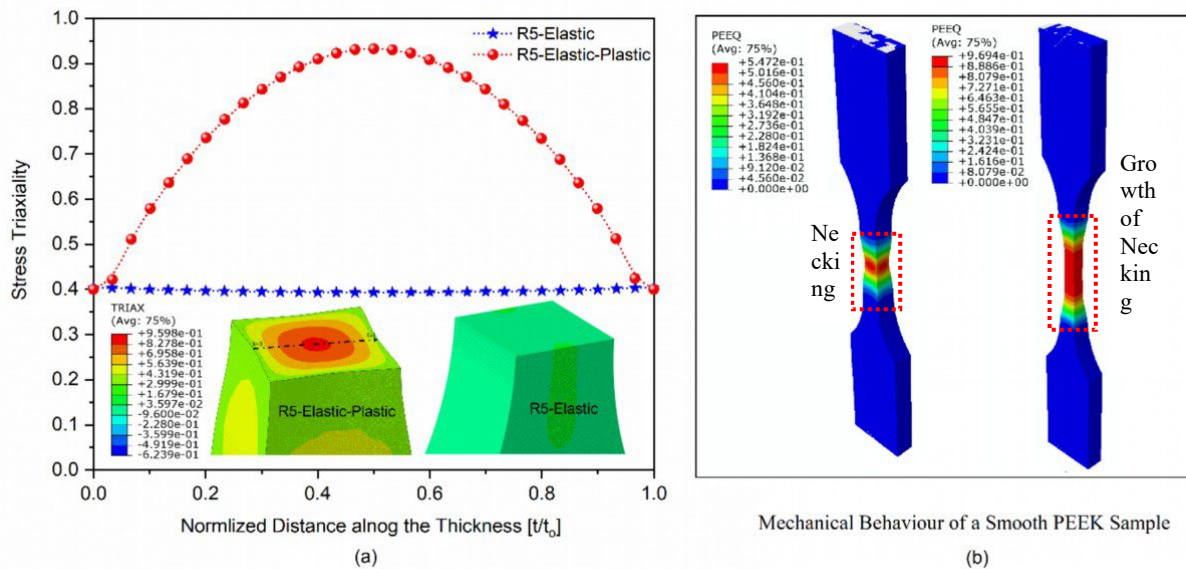 1.0
0.9
0.8
0.7
0.6
0.5
0.4
0.3
0.2
0.1
0.0
Stress Triaxiality
R5-Elastic
R5-Elastic-Plastic
TRIAX
(Avg: 75%)
+9.598e-01
+8.278e-01
+6.958e-01
+5.639e-01
+4.319e-01
+2.999e-01
+1.679e-01
+3.597e-02
-9.600e-02
-2.280e-01
-3.599e-01
-4.919e-01
-6.239e-01
R5-Elastic-Plastic
R5-Elastic
0.0 0.2 0.4 0.6 0.8 1.0
Normlized Distance alnog the Thickness [t/t₀]
(a)
PEEQ
(Avg: 75%)
+5.472e-01
+5.016e-01
+4.560e-01
+4.104e-01
+3.648e-01
+3.192e-01
+2.736e-01
+2.280e-01
+1.824e-01
+1.368e-01
+9.120e-02
+4.560e-02
+0.000e+00
Ne
cki
ng
PEEQ
(Avg: 75%)
+9.694e-01
+8.886e-01
+8.079e-01
+7.271e-01
+6.463e-01
+5.655e-01
+4.847e-01
+4.039e-01
+3.231e-01
+2.424e-01
+1.616e-01
+8.079e-02
+0.000e+00
Gro
wth
of
Nec
kin
g
Mechanical Behaviour of a Smooth PEEK Sample
(b)